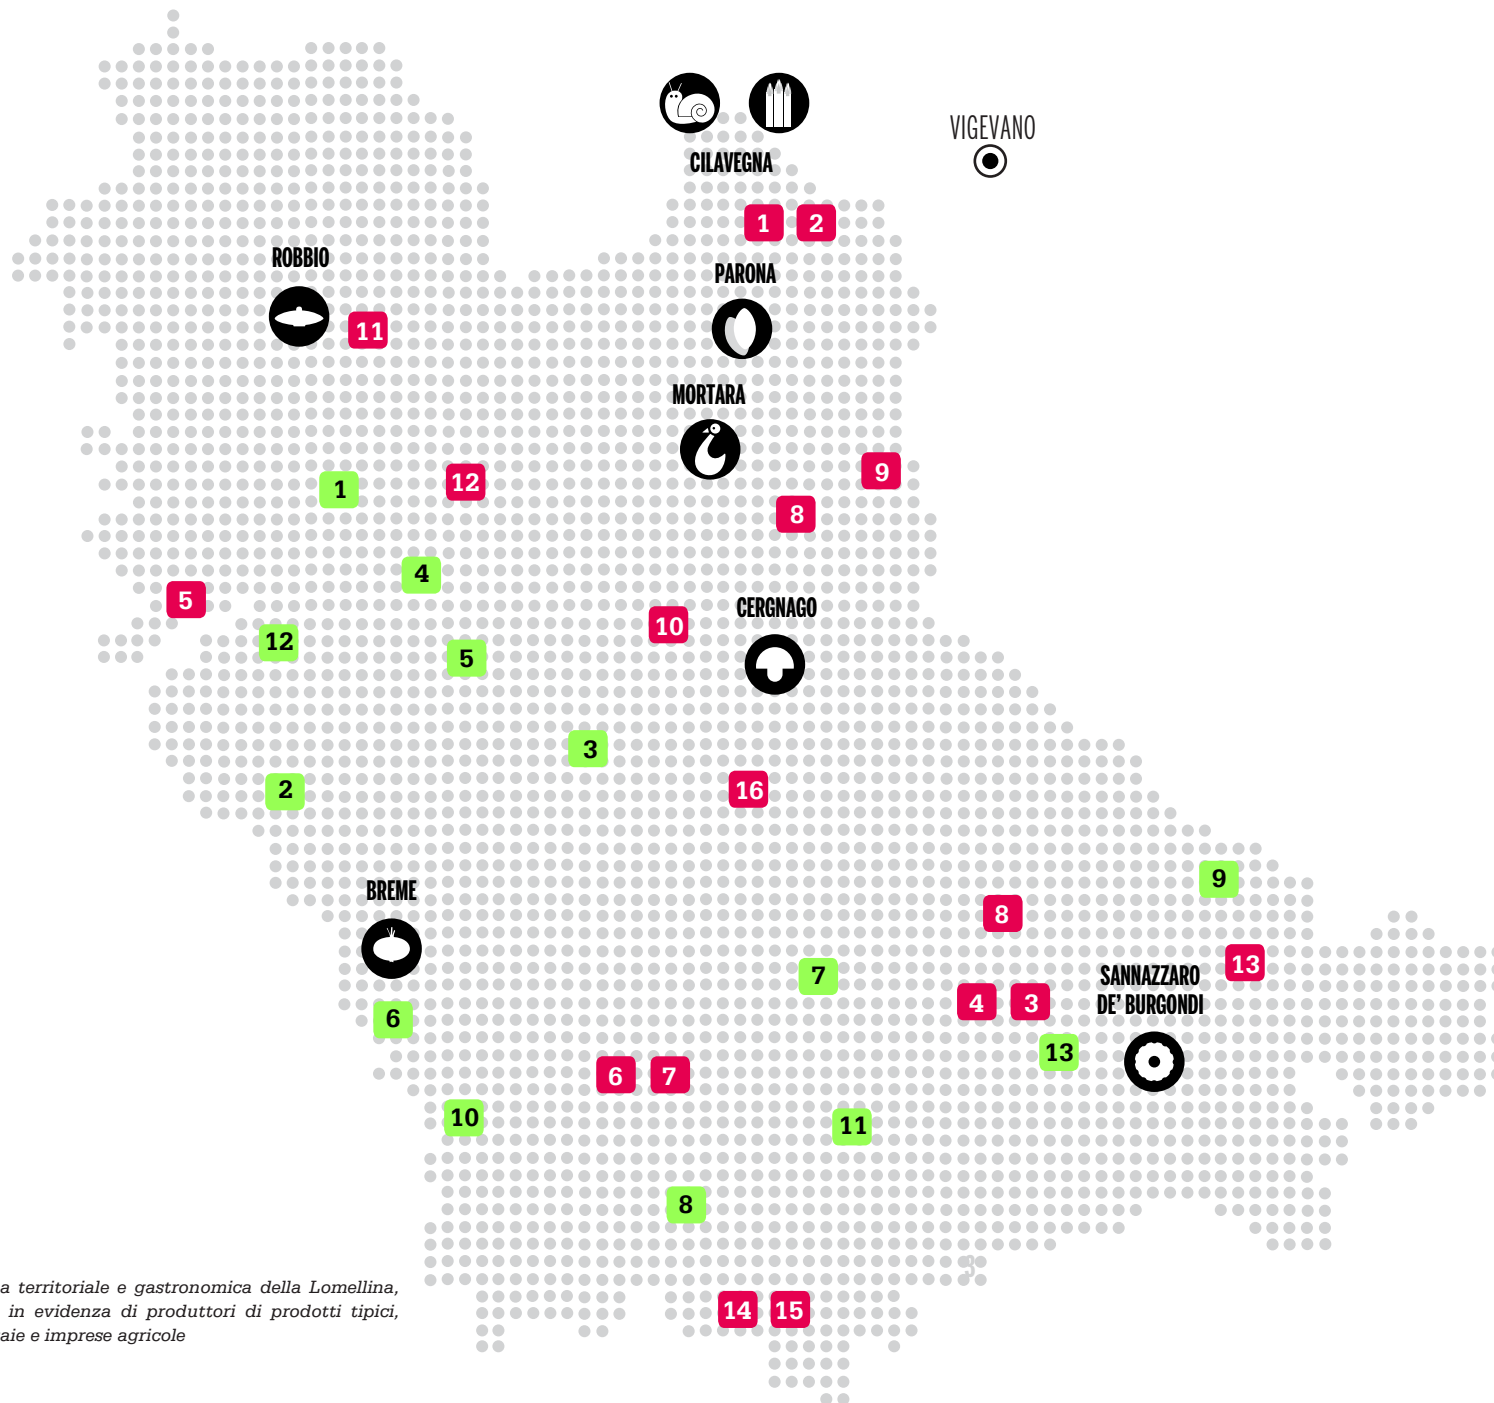 VIGEVANO
CILAVEGNA
1 2
ROBBIO
PARONA
11
MORTARA
9
12
1
8
4
5
CERGNAGO
10
12
5
3
2
16
9
BREME
8
13
7
SANNAZZARO
DE' BURGONDI
4 3
6
13
6 7
10
11
8
3
a territoriale e gastronomica della Lomellina,
in evidenza di produttori di prodotti tipici,
aie e imprese agricole
14 15